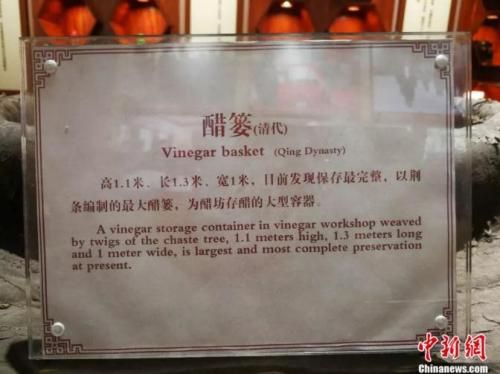 醋篓(清代)
Vinegar basket (Qing Dynasty)
高1.1米、长1.3米、宽1米，目前发现保存最完整，以荆
条编制的最大醋篓，为醋坊存醋的大型容器。
A vinegar storage container in vinegar workshop weaved
by twigs of the chaste tree, 1.1 meters high, 1.3 meters long
and 1 meter wide, is largest and most complete preservation
at present.
中新网
Chinanews.com